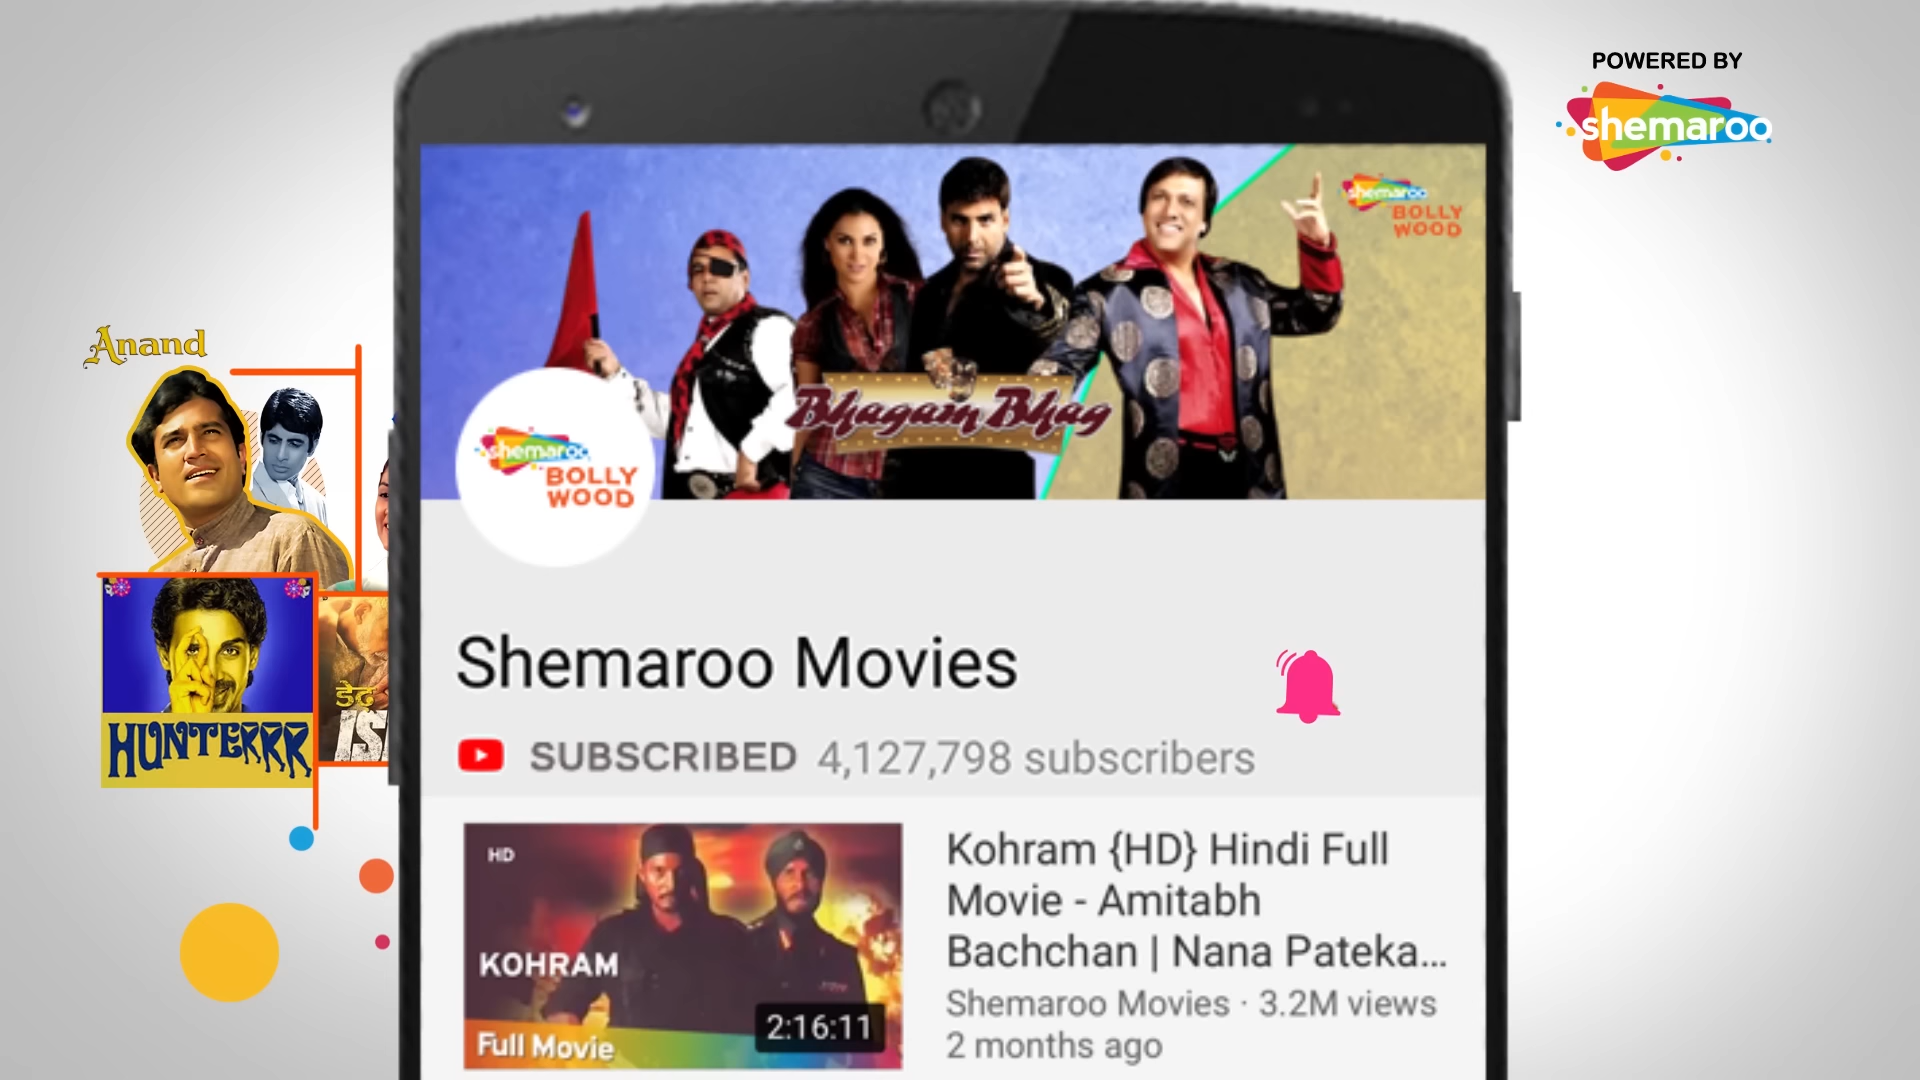 POWERED BY
shemaroo
shemaroo
BOLLY
WOOD
Bhagam Bhag
shemaroo
BOLLY
WOOD
Anand
HUNTERRR
डेढ़
Shemaroo Movies
SUBSCRIBED 4,127,798 subscribers
HD
KOHRAM
Full Movie
2:16:11
Kohram {HD} Hindi Full
Movie - Amitabh
Bachchan | Nana Pateka...
Shemaroo Movies · 3.2M views
2 months ago